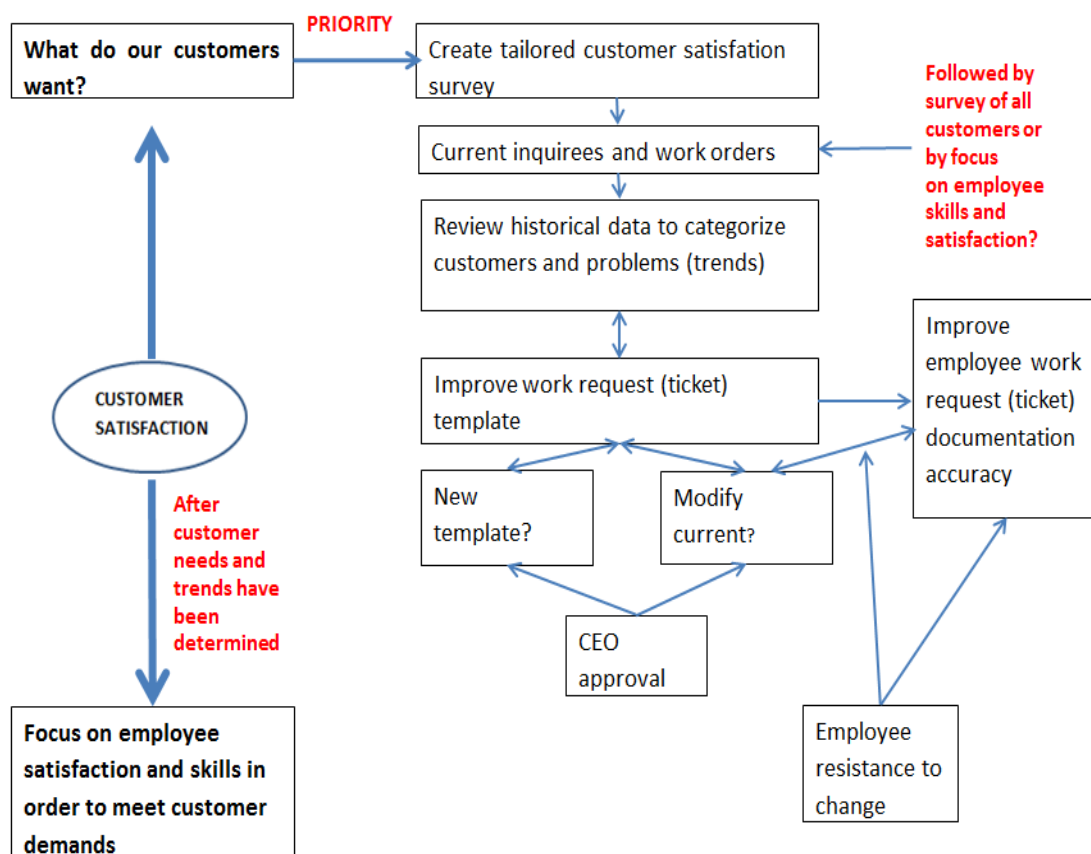 PRIORITY
What do our customers
want?
Create tailored customer satisfation
survey
Followed by
survey of all
customers or
by focus
on employee
skills and
satisfaction?
Current inquirees and work orders
Review historical data to categorize
customers and problems (trends)
Improve
employee work
request (ticket)
documentation
accuracy
Improve work request (ticket)
template
CUSTOMER
SATISFACTION
New
template?
Modify
current?
After
customer
needs and
trends have
been
determined
CEO
approval
Focus on employee
satisfaction and skills in
order to meet customer
demands
Employee
resistance to
change